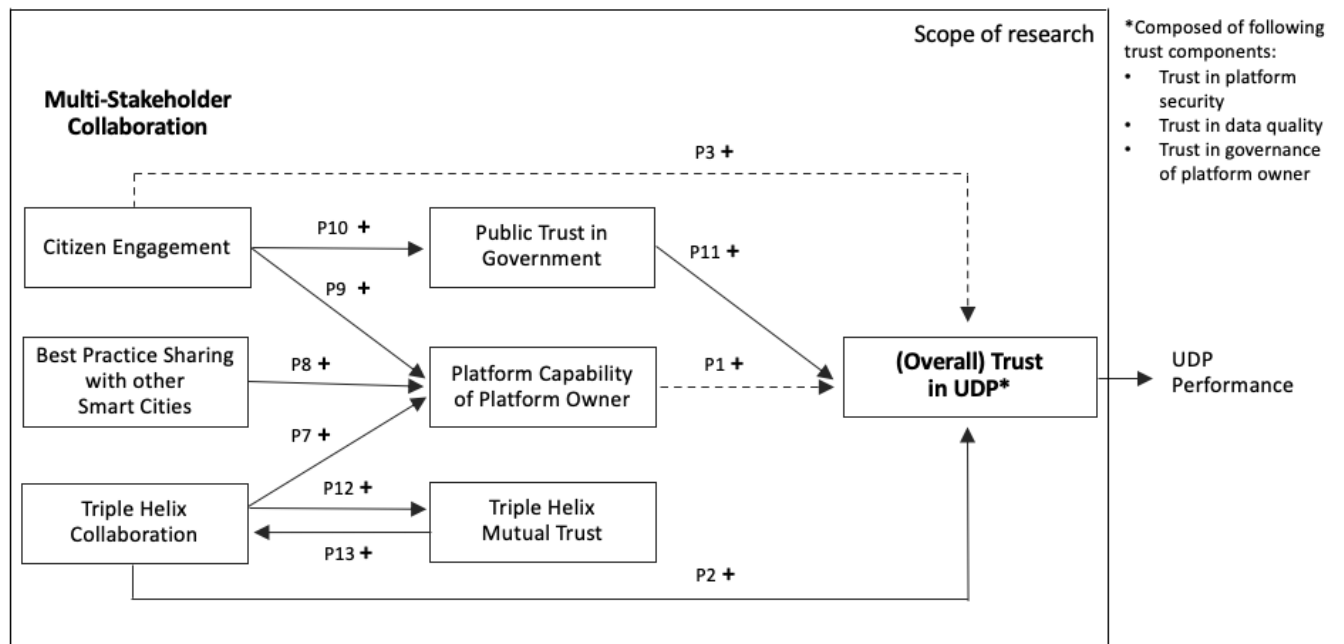 Scope of research
*Composed of following
trust components:
• Trust in platform
security
• Trust in data quality
• Trust in governance
of platform owner
Multi-Stakeholder
Collaboration
P3 +
Citizen Engagement
P10 +
Public Trust in
Government
P11 +
P9 +
Best Practice Sharing
with other
Smart Cities
P8 +
Platform Capability
of Platform Owner
P1 +
(Overall) Trust
in UDP*
UDP
Performance
P7 +
Triple Helix
Collaboration
P12 +
P13 +
Triple Helix
Mutual Trust
P2 +